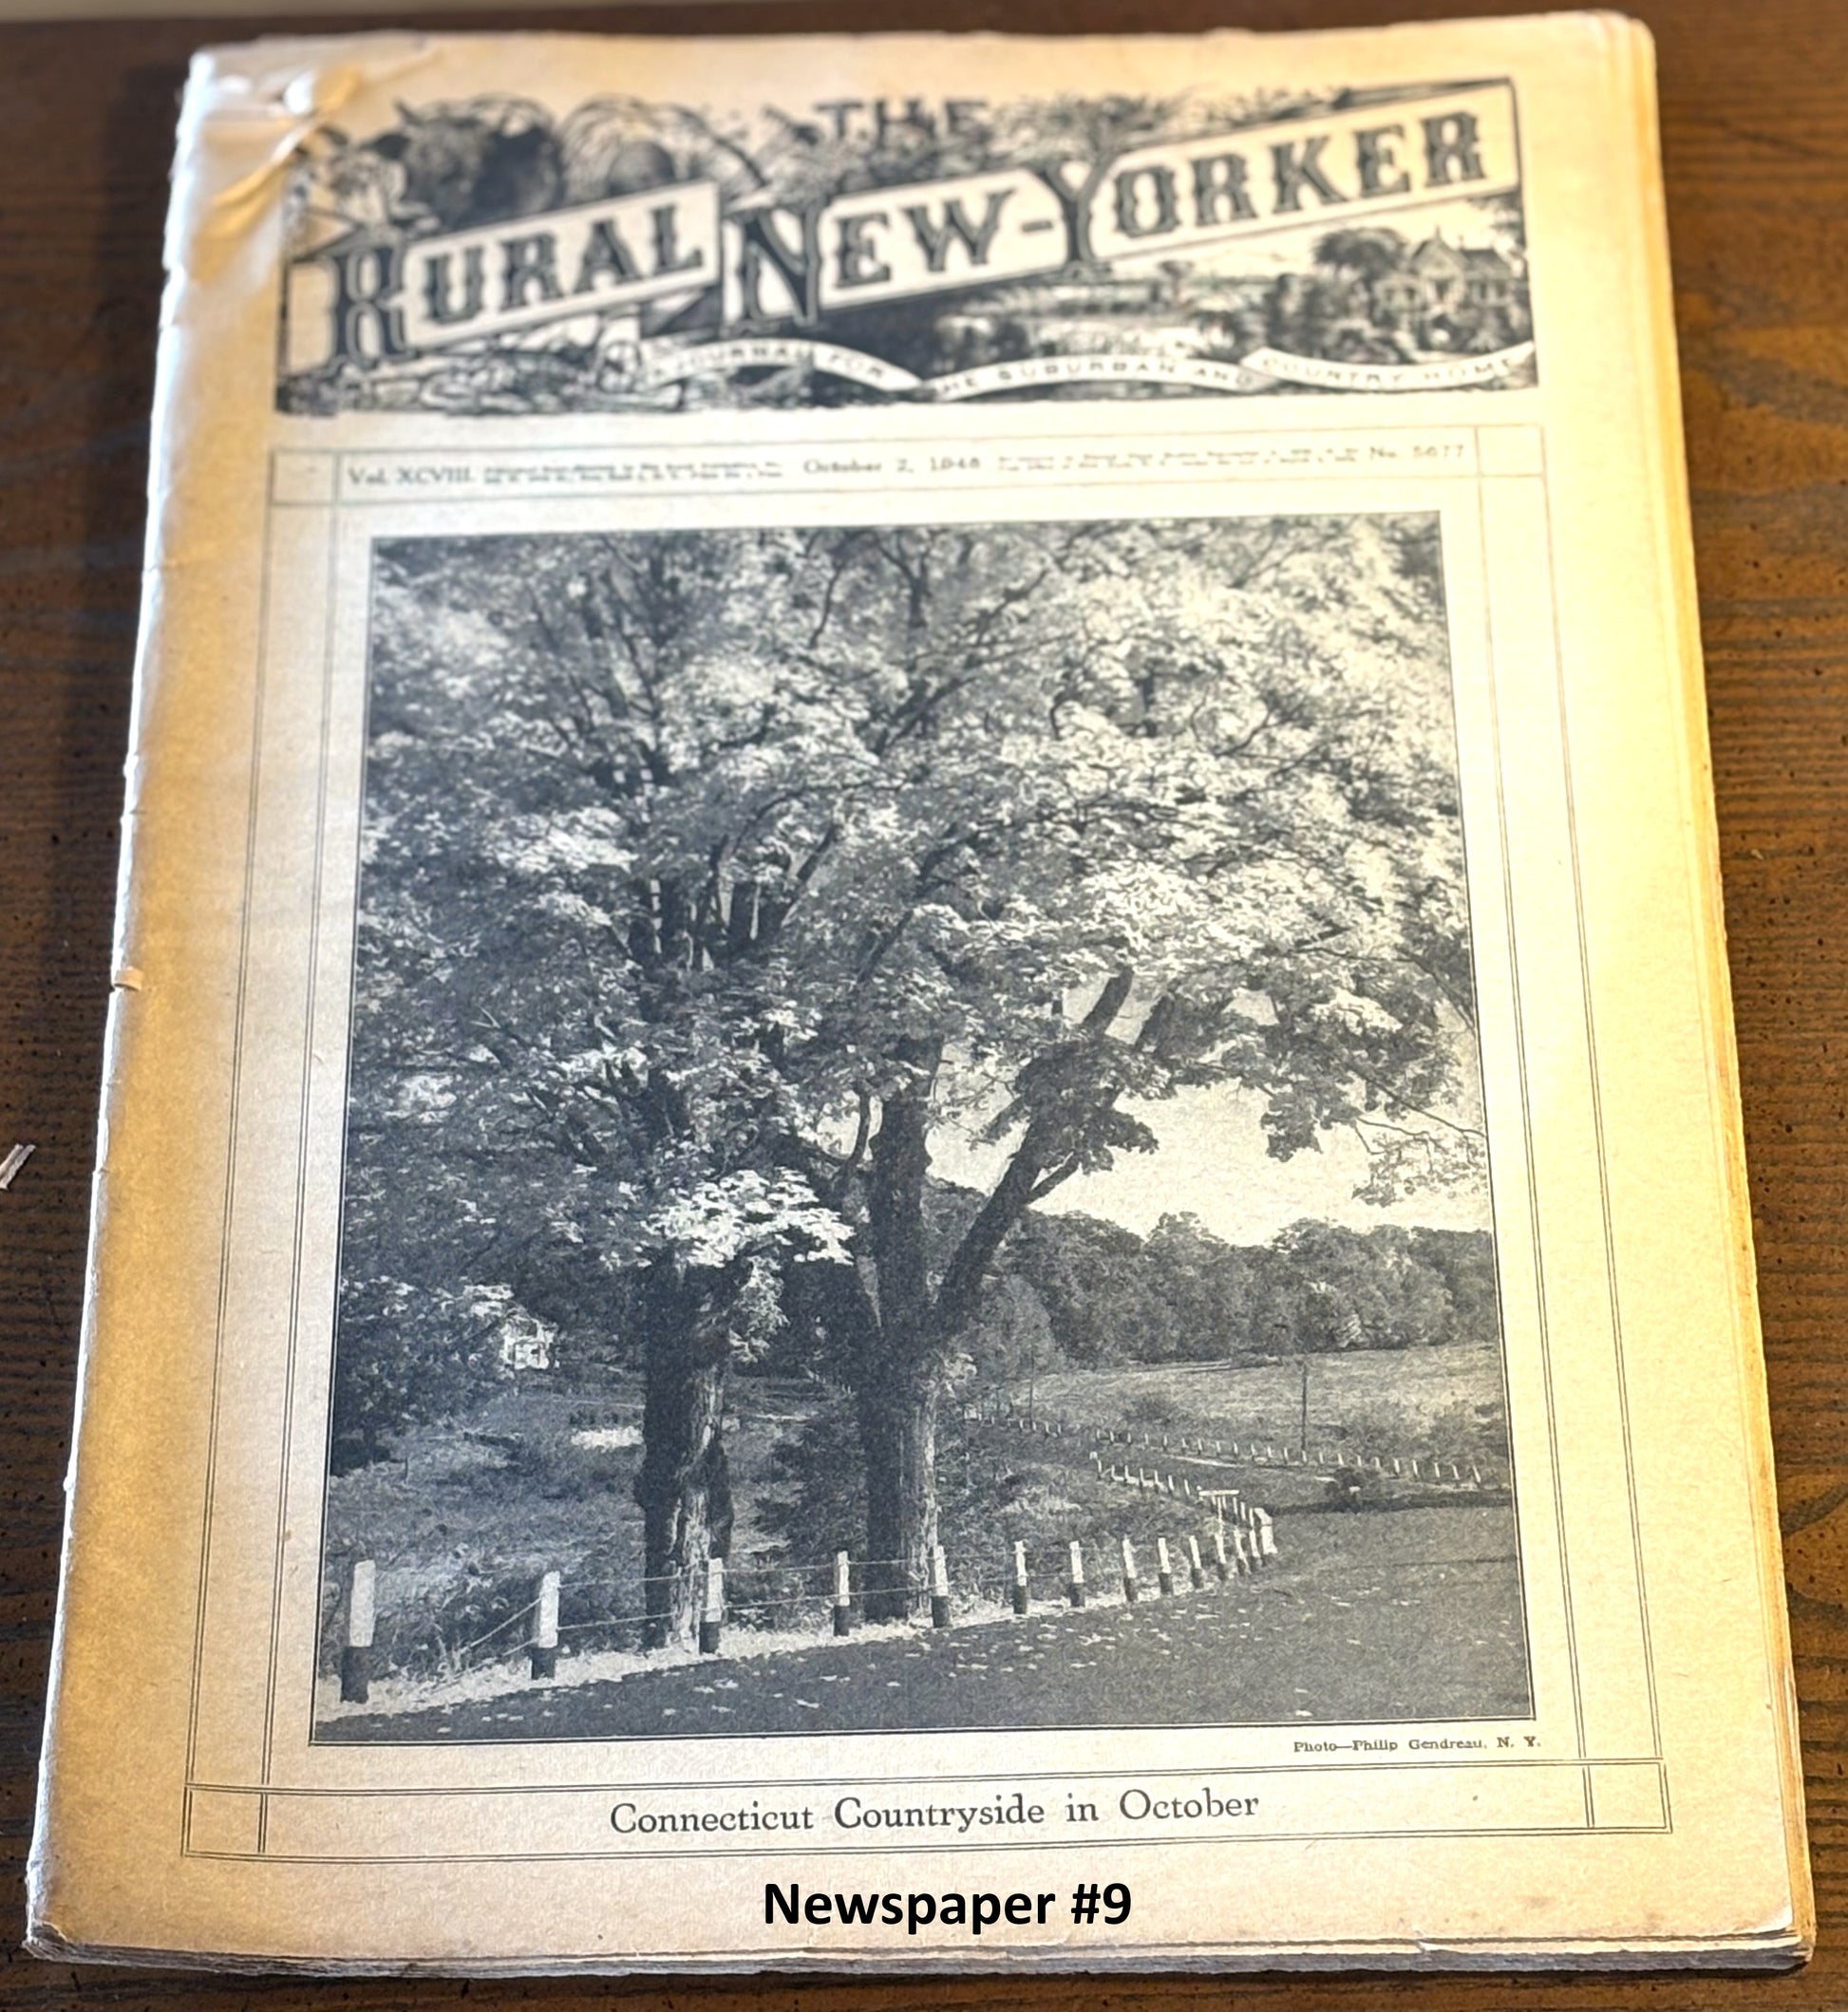 THE
RURAL NEW-YORKER
A JOURNAL FOR THE SUBURBAN AND COUNTRY HOME
Vol. XCVIII. October 2, 1948 No. 5677
Photo—Philip Gendreau, N. Y.
Connecticut Countryside in October
Newspaper #9